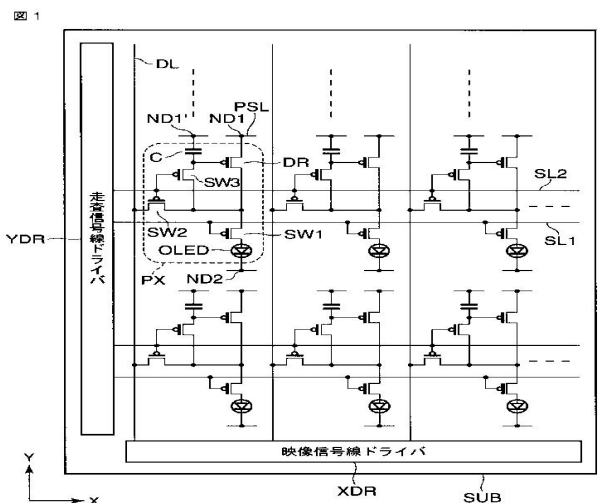 図 1
DL
ND1' ND1 PSL
C
DR
SW3
SL2
SW2
SW1
SL1
YDR
走査信号線ドライバ
OLED
PX
ND2
映像信号線ドライバ
Y
X
XDR
SUB